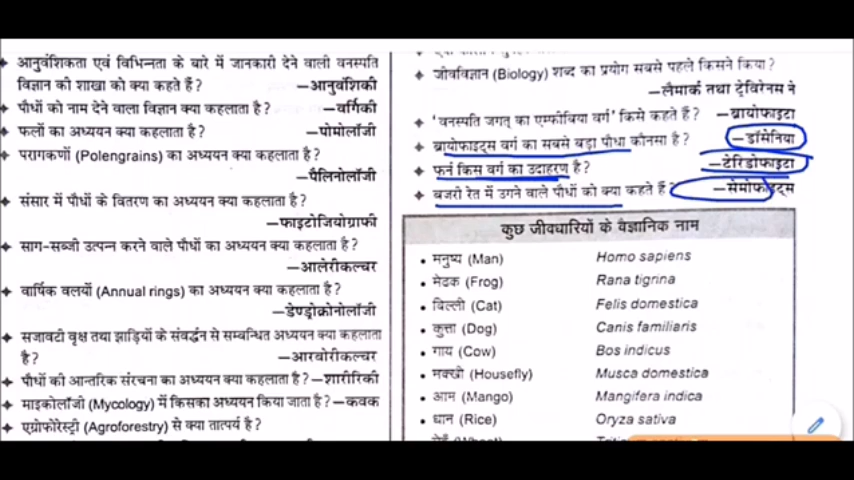 आनुवंशिकता एवं विभिन्नता के बारे में जानकारी देने वाली वनस्पति
विज्ञान की शाखा को क्या कहते हैं? —आनुवंशिकी
पौधों को नाम देने वाला विज्ञान क्या कहलाता है? —वर्गिकी
फलों का अध्ययन क्या कहलाता है? —पोमोलॉजी
परागकणों (Polengrains) का अध्ययन क्या कहलाता है?
—पैलिनोलॉजी
संसार में पौधों के वितरण का अध्ययन क्या कहलाता है?
—फाइटोजियोग्राफी
साग-सब्जी उत्पन्न करने वाले पौधों का अध्ययन क्या कहलाता है?
—आलेरीकल्चर
वार्षिक वलयों (Annual rings) का अध्ययन क्या कहलाता है?
—डेण्ड्रोक्रोनोलॉजी
सजावटी वृक्ष तथा झाड़ियों के संवर्द्धन से सम्बन्धित अध्ययन क्या कहलाता
है? —आरबोरीकल्चर
पौधों की आन्तरिक संरचना का अध्ययन क्या कहलाता है? —शारीरिकी
माइकोलॉजी (Mycology) में किसका अध्ययन किया जाता है? —कवक
एग्रोफोरेस्ट्री (Agroforestry) से क्या तात्पर्य है?
जीवविज्ञान (Biology) शब्द का प्रयोग सबसे पहले किसने किया?
—लैमार्क तथा ट्रेविरेनस ने
'वनस्पति जगत् का एम्फीबिया वर्ग' किसे कहते हैं? —ब्रायोफाइटा
ब्रायोफाइट्स वर्ग का सबसे बड़ा पौधा कौनसा है? —डॉसेनिया
फर्न किस वर्ग का उदाहरण है? —टेरिडोफाइटा
बजरी रेत में उगने वाले पौधों को क्या कहते हैं? —सेमोफाइट्स
कुछ जीवधारियों के वैज्ञानिक नाम
मनुष्य (Man) Homo sapiens
मेढक (Frog) Rana tigrina
बिल्ली (Cat) Felis domestica
कुत्ता (Dog) Canis familiaris
गाय (Cow) Bos indicus
मक्खी (Housefly) Musca domestica
आम (Mango) Mangifera indica
धान (Rice) Oryza sativa